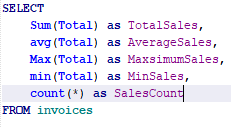 SELECT
Sum(Total) as TotalSales,
avg(Total) as AverageSales,
Max(Total) as MaxsimumSales,
min(Total) as MinSales,
count(*) as SalesCount
FROM invoices